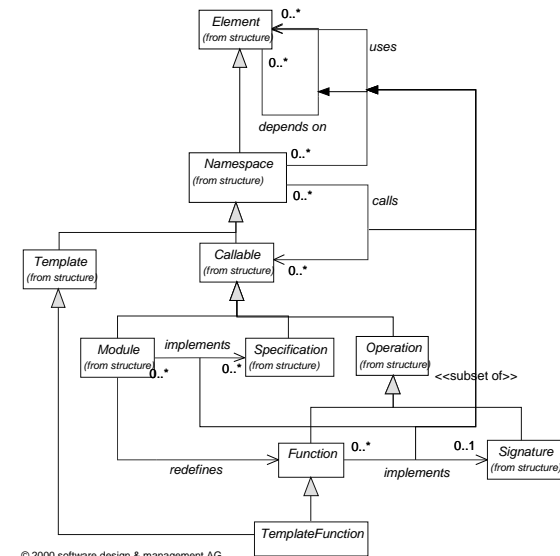 0..*
Element
(from structure)
uses
0..*
depends on
Namespace
(from structure)
0..*
0..*
calls
Template
(from structure)
Callable
(from structure)
0..*
Module
(from structure)
implements
0..*
0..*
Specification
(from structure)
Operation
(from structure)
<<subset of>>
Function
0..*
0..1
Signature
(from structure)
redefines
implements
TemplateFunction
© 2000 software design & management AG